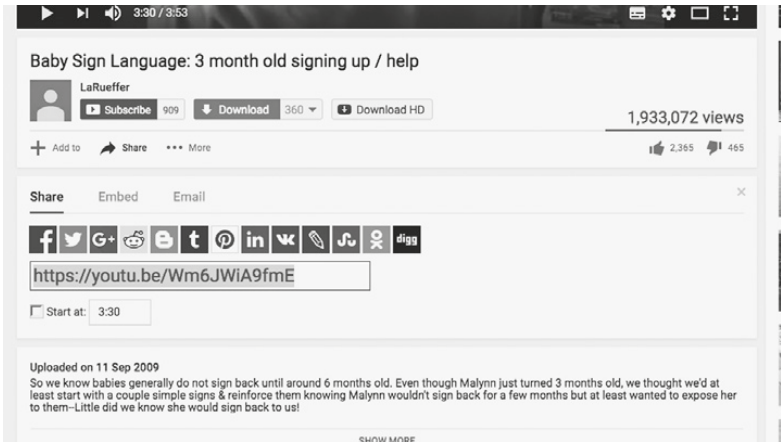 3:30 / 3:53
Baby Sign Language: 3 month old signing up / help
LaRueffer
Subscribe 909 Download 360 Download HD
1,933,072 views
Add to Share More 2,365 465
Share Embed Email
digg
https://youtu.be/Wm6JWiA9fmE
Start at: 3:30
Uploaded on 11 Sep 2009
So we know babies generally do not sign back until around 6 months old. Even though Malynn just turned 3 months old, we thought we'd at
least start with a couple simple signs & reinforce them knowing Malynn wouldn't sign back for a few months but at least wanted to expose her
to them--Little did we know she would sign back to us!
SHOW MORE